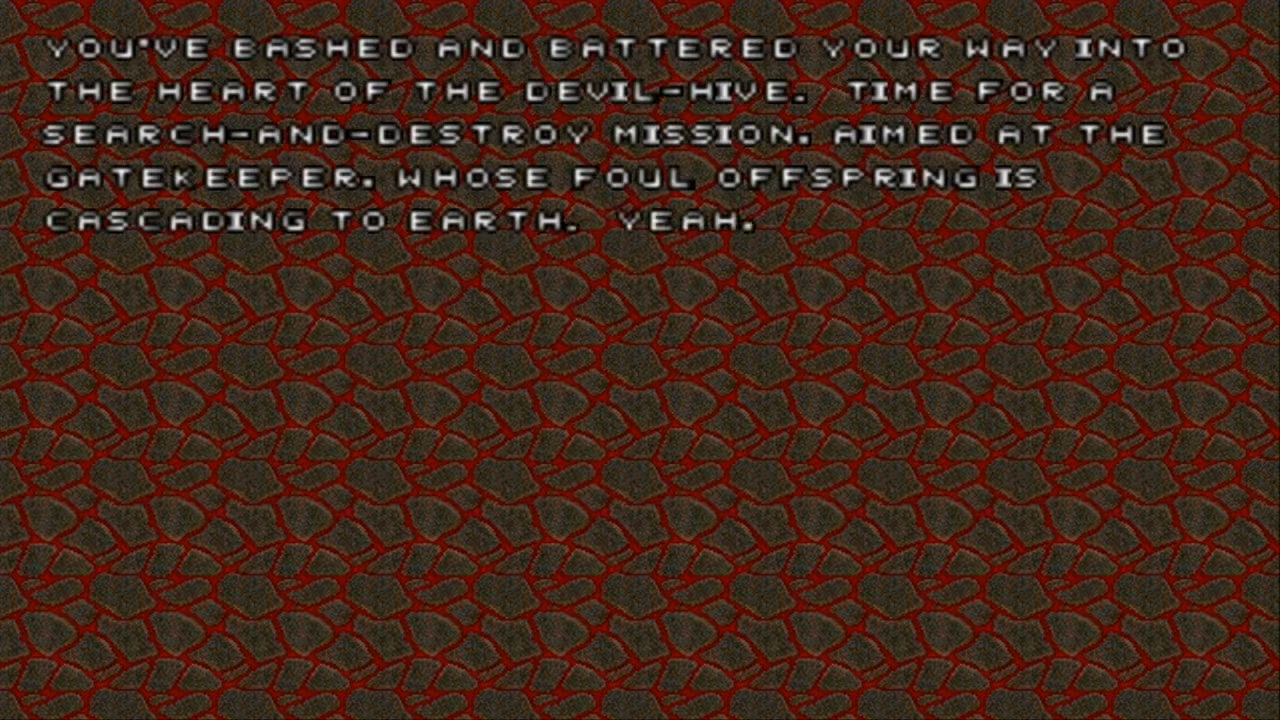 YOU'VE BASHED AND BATTERED YOUR WAY INTO
THE HEART OF THE DEVIL-HIVE.  TIME FOR A
SEARCH-AND-DESTROY MISSION, AIMED AT THE
GATEKEEPER, WHOSE FOUL OFFSPRING IS
CASCADING TO EARTH.  YEAH.